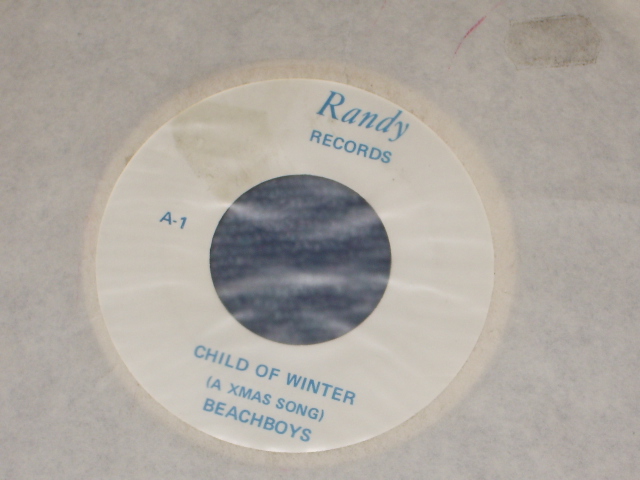 Randy
RECORDS
A-1
CHILD OF WINTER
(A XMAS SONG)
BEACHBOYS